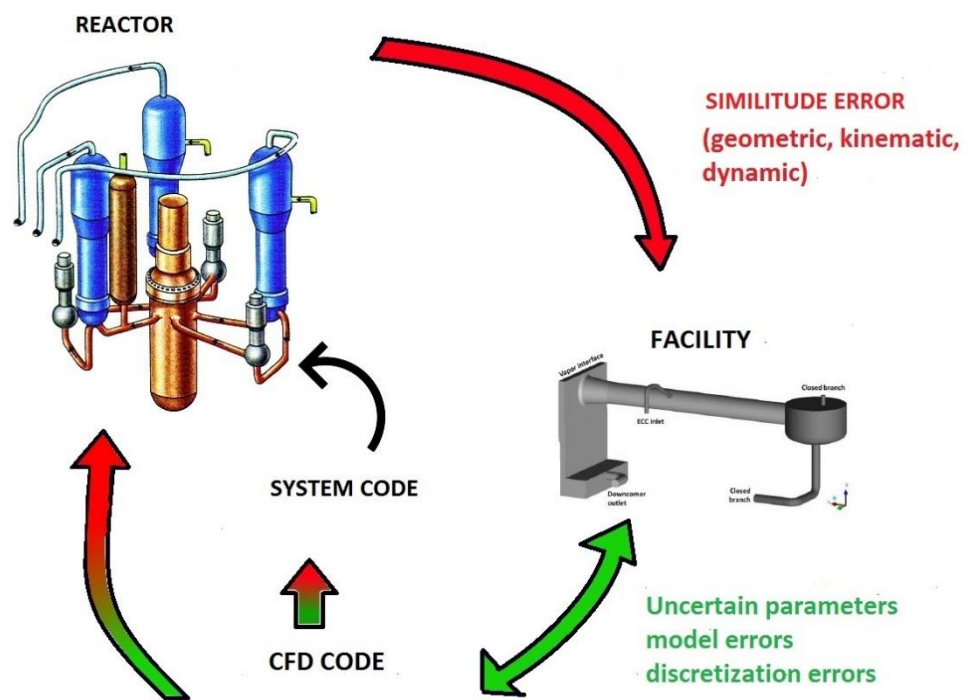 REACTOR
SIMILITUDE ERROR
(geometric, kinematic,
dynamic)
FACILITY
Vapor interface
Closed branch
ECC inlet
SYSTEM CODE
Closed
branch
Downcomer
outlet
Uncertain parameters
model errors
discretization errors
CFD CODE